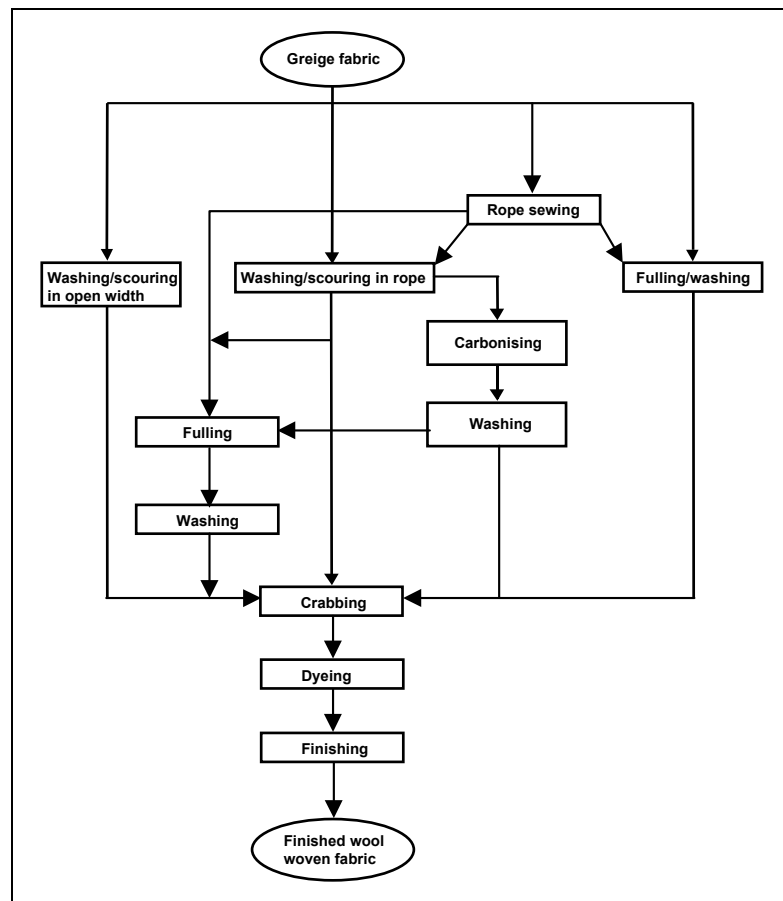 Greige fabric
Rope sewing
Washing/scouring
in open width
Washing/scouring in rope
Fulling/washing
Carbonising
Fulling
Washing
Washing
Crabbing
Dyeing
Finishing
Finished wool
woven fabric